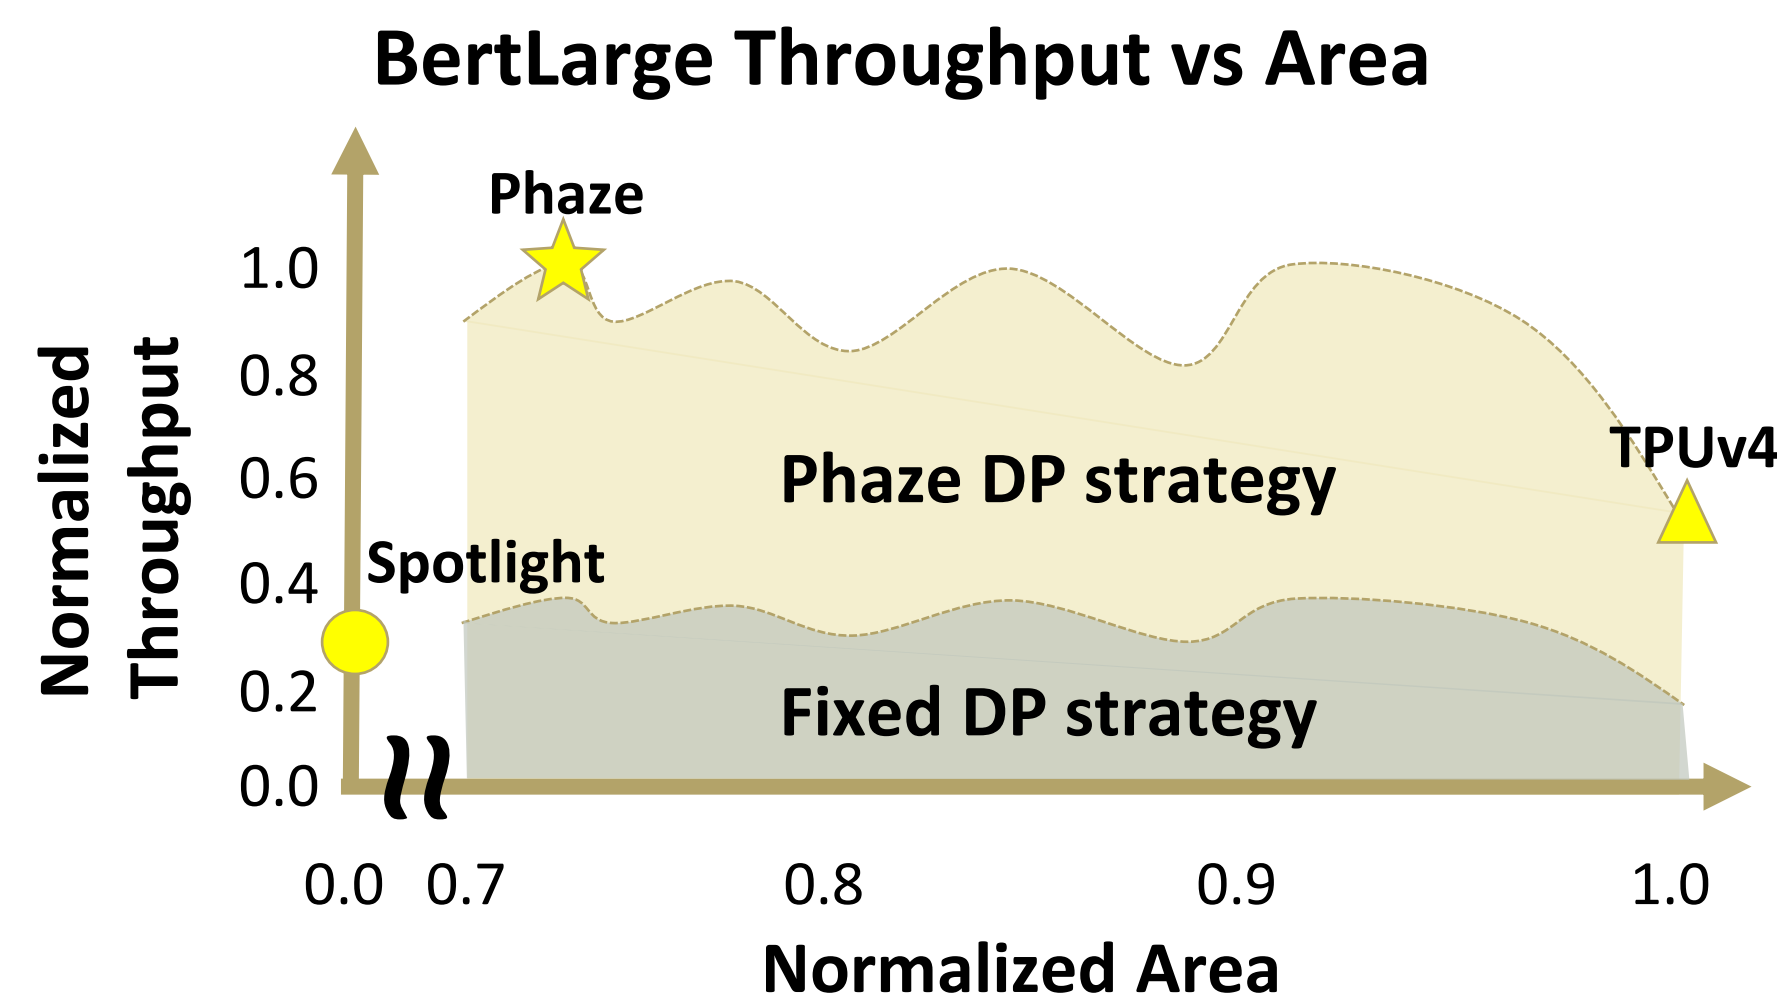 BertLarge Throughput vs Area
Phaze
1.0
0.8
0.6
0.4
0.2
0.0
Normalized
Throughput
TPUv4
Phaze DP strategy
Spotlight
Fixed DP strategy
0.0 0.7 0.8 0.9 1.0
Normalized Area